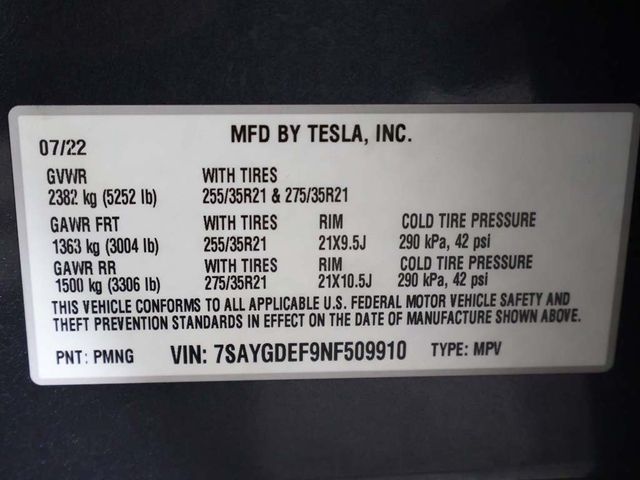 07/22 MFD BY TESLA, INC.
GVWR WITH TIRES
2382 kg (5252 lb) 255/35R21 & 275/35R21
GAWR FRT WITH TIRES RIM COLD TIRE PRESSURE
1363 kg (3004 lb) 255/35R21 21X9.5J 290 kPa, 42 psi
GAWR RR WITH TIRES RIM COLD TIRE PRESSURE
1500 kg (3306 lb) 275/35R21 21X10.5J 290 kPa, 42 psi
THIS VEHICLE CONFORMS TO ALL APPLICABLE U.S. FEDERAL MOTOR VEHICLE SAFETY AND
THEFT PREVENTION STANDARDS IN EFFECT ON THE DATE OF MANUFACTURE SHOWN ABOVE.
PNT: PMNG VIN: 7SAYGDEF9NF509910 TYPE: MPV